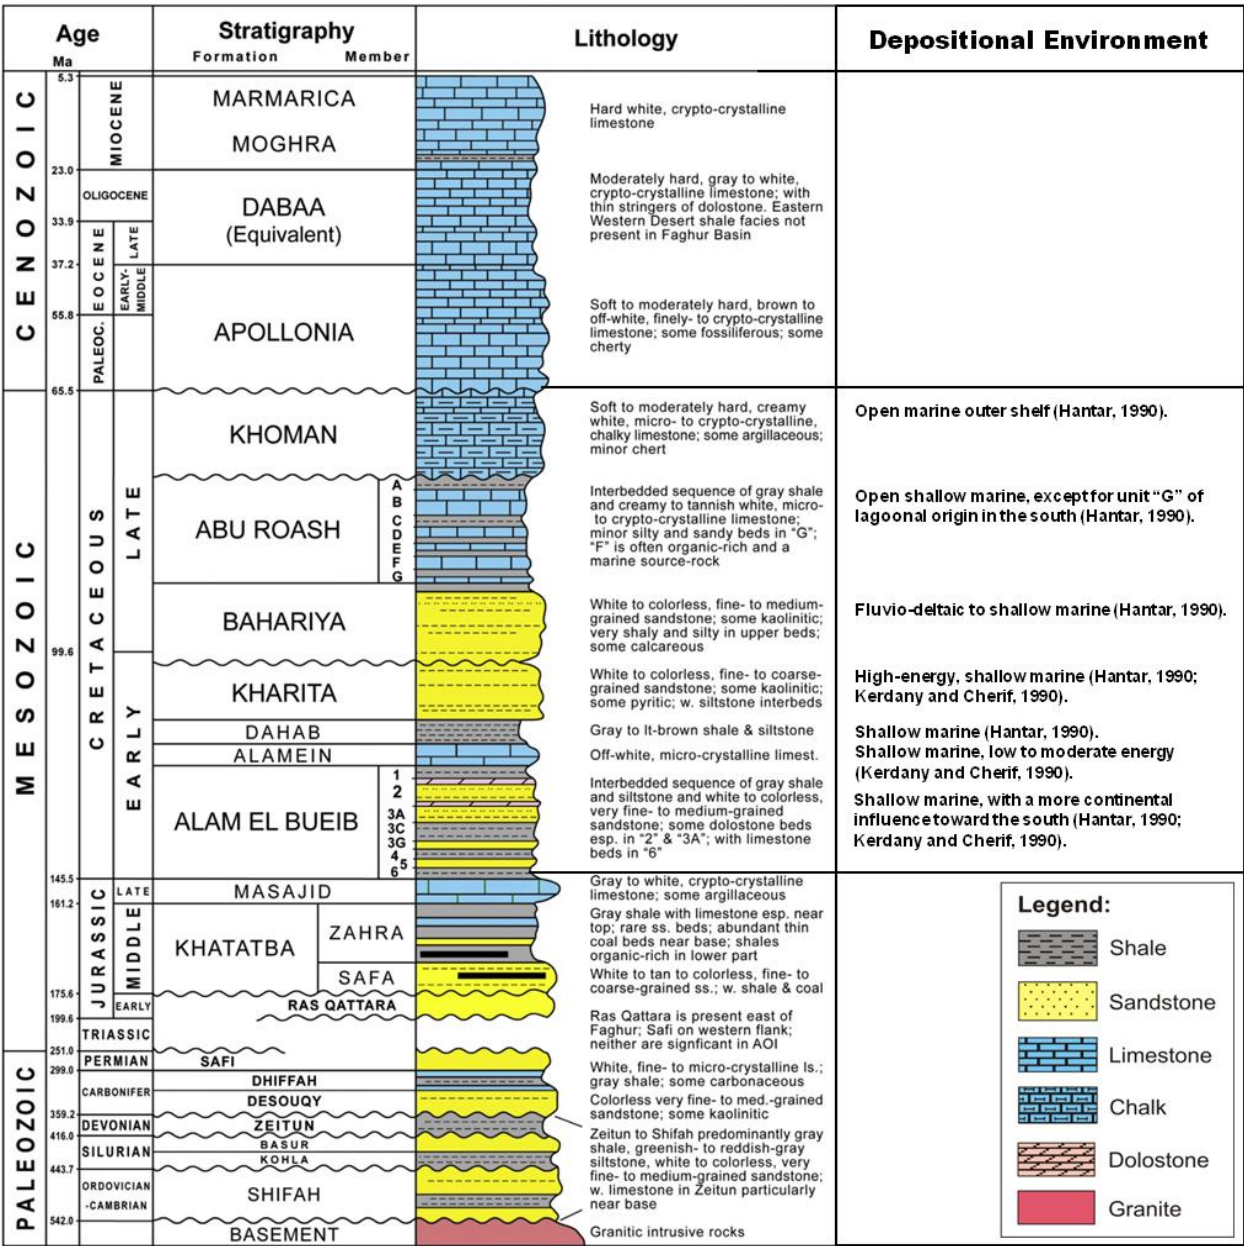 Age
Ma
Stratigraphy
Formation Member
Lithology
Depositional Environment
CENOZOIC
MESOZOIC
PALEOZOIC
MIOCENE
OLIGOCENE
EOCENE
LATE
EARLY-
MIDDLE
PALEOC.
CRETACEOUS
LATE
EARLY
JURASSIC
LATE
MIDDLE
EARLY
TRIASSIC
PERMIAN
CARBONIFER
DEVONIAN
SILURIAN
ORDOVICIAN
-CAMBRIAN
5.3
23.0
33.9
37.2
55.8
65.5
99.6
145.5
161.2
175.6
199.6
251.0
299.0
359.2
416.0
443.7
542.0
MARMARICA
MOGHRA
DABAA
(Equivalent)
APOLLONIA
KHOMAN
ABU ROASH
A
B
C
D
E
F
G
BAHARIYA
KHARITA
DAHAB
ALAMEIN
ALAM EL BUEIB
1
2
3A
3C
3G
4
5
6
MASAJID
KHATATBA
ZAHRA
SAFA
RAS QATTARA
SAFI
DHIFFAH
DESOUQY
ZEITUN
BASUR
KOHLA
SHIFAH
BASEMENT
Hard white, crypto-crystalline
limestone
Moderately hard, gray to white,
crypto-crystalline limestone; with
thin stringers of dolostone. Eastern
Western Desert shale facies not
present in Faghur Basin
Soft to moderately hard, brown to
off-white, finely- to crypto-crystalline
limestone; some fossiliferous; some
cherty
Soft to moderately hard, creamy
white, micro- to crypto-crystalline,
chalky limestone; some argillaceous;
minor chert
Interbedded sequence of gray shale
and creamy to tannish white, micro-
to crypto-crystalline limestone;
minor silty and sandy beds in "G";
"F" is often organic-rich and a
marine source-rock
White to colorless, fine- to medium-
grained sandstone; some kaolinitic;
very shaly and silty in upper beds;
some calcareous
White to colorless, fine- to coarse-
grained sandstone; some kaolinitic;
some pyritic; w. siltstone interbeds
Gray to lt-brown shale & siltstone
Off-white, micro-crystalline limest.
Interbedded sequence of gray shale
and siltstone and white to colorless,
very fine- to medium-grained
sandstone; some dolostone beds
esp. in "2" & "3A"; with limestone
beds in "6"
Gray to white, crypto-crystalline
limestone; some argillaceous
Gray shale with limestone esp. near
top; rare ss. beds; abundant thin
coal beds near base; shales
organic-rich in lower part
White to tan to colorless, fine- to
coarse-grained ss.; w. shale & coal
Ras Qattara is present east of
Faghur; Safi on western flank;
neither are signficant in AOI
White, fine- to micro-crystalline ls.;
gray shale; some carbonaceous
Colorless very fine- to med.-grained
sandstone; some kaolinitic
Zeitun to Shifah predominantly gray
shale, greenish- to reddish-gray
siltstone, white to colorless, very
fine- to medium-grained sandstone;
w. limestone in Zeitun particularly
near base
Granitic intrusive rocks
Open marine outer shelf (Hantar, 1990).
Open shallow marine, except for unit "G" of
lagoonal origin in the south (Hantar, 1990).
Fluvio-deltaic to shallow marine (Hantar, 1990).
High-energy, shallow marine (Hantar, 1990;
Kerdany and Cherif, 1990).
Shallow marine (Hantar, 1990).
Shallow marine, low to moderate energy
(Kerdany and Cherif, 1990).
Shallow marine, with a more continental
influence toward the south (Hantar, 1990;
Kerdany and Cherif, 1990).
Legend:
Shale
Sandstone
Limestone
Chalk
Dolostone
Granite